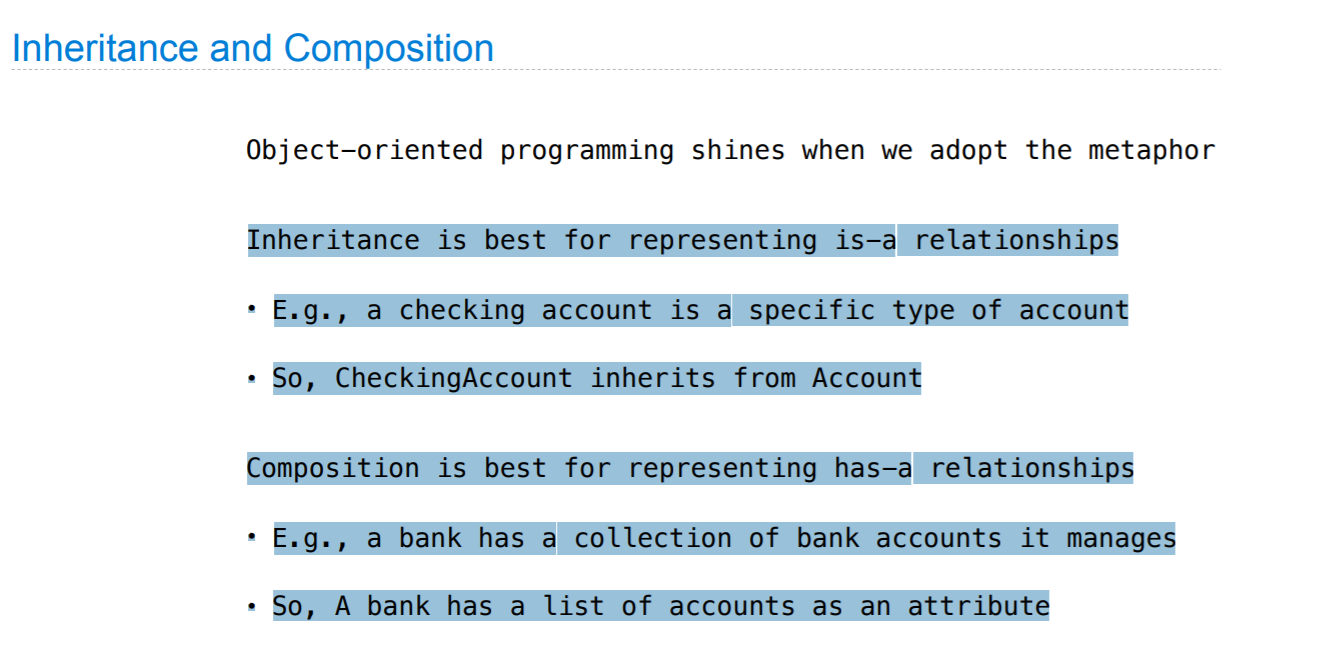 Inheritance and Composition
Object-oriented programming shines when we adopt the metaphor
Inheritance is best for representing is-a relationships
• E.g., a checking account is a specific type of account
• So, CheckingAccount inherits from Account
Composition is best for representing has-a relationships
• E.g., a bank has a collection of bank accounts it manages
• So, A bank has a list of accounts as an attribute